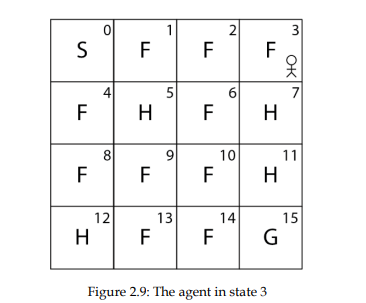 0 1 2 3
S F F F
4 5 6 7
F H F H
8 9 10 11
F F F H
12 13 14 15
H F F G
Figure 2.9: The agent in state 3